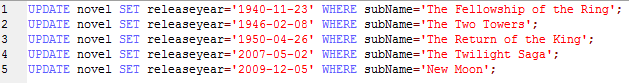 1 UPDATE novel SET releaseyear='1940-11-23' WHERE subName='The Fellowship of the Ring';
2 UPDATE novel SET releaseyear='1946-02-08' WHERE subName='The Two Towers';
3 UPDATE novel SET releaseyear='1950-04-26' WHERE subName='The Return of the King';
4 UPDATE novel SET releaseyear='2007-05-02' WHERE subName='The Twilight Saga';
5 UPDATE novel SET releaseyear='2009-12-05' WHERE subName='New Moon';